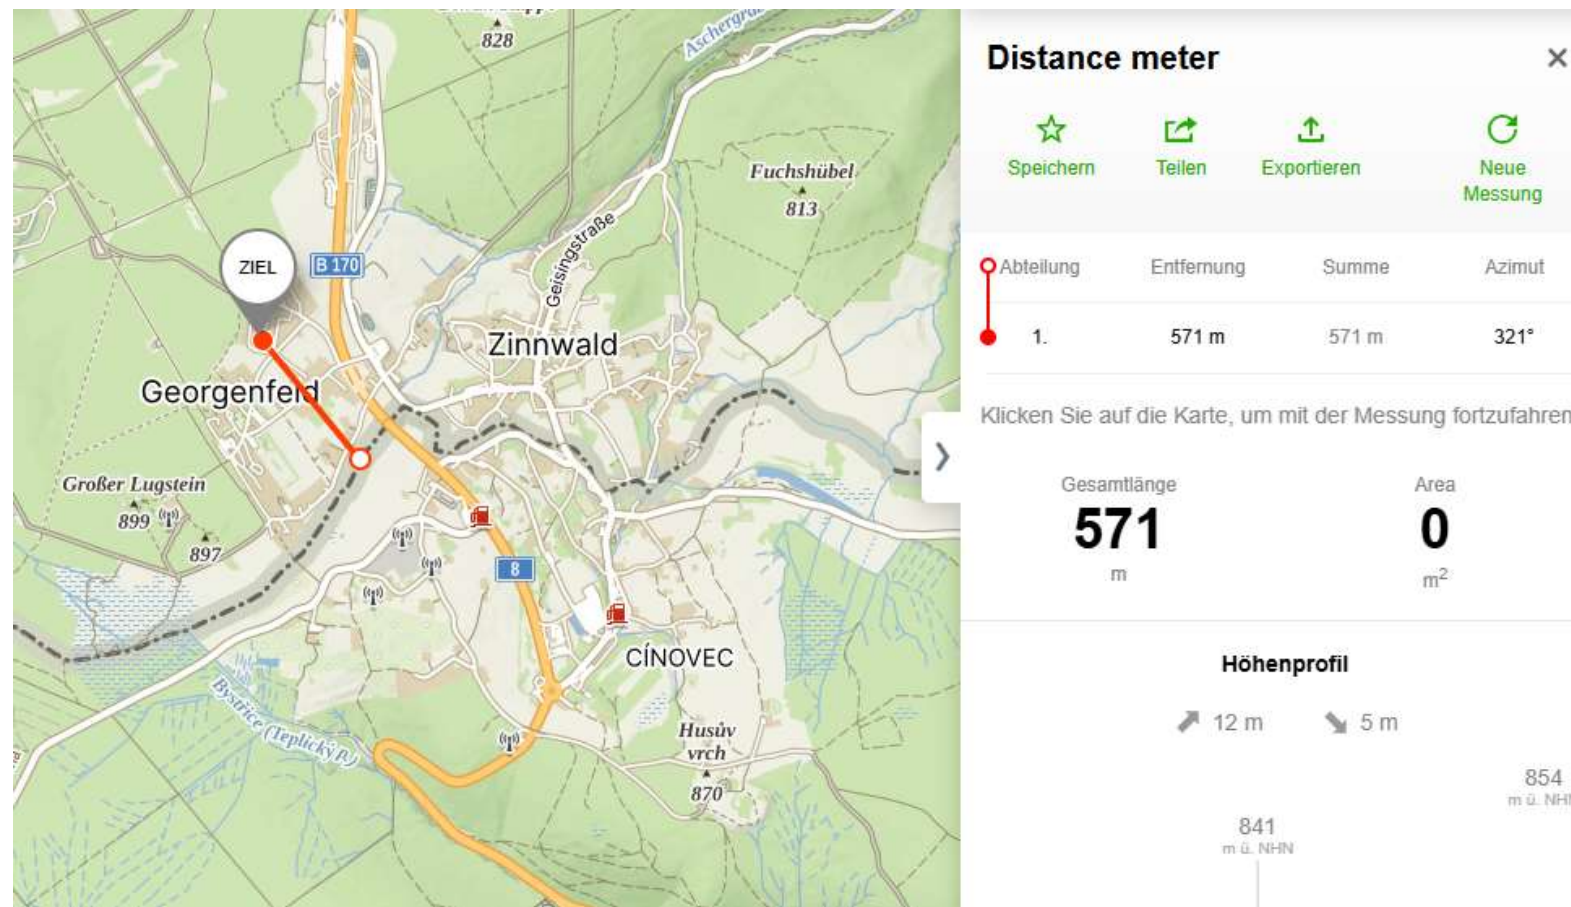 828
Aschergra
Fuchshübel
813
ZIEL
B 170
Geisingstraße
Zinnwald
Georgenfeld
Großer Lugstein
899
897
8
CÍNOVEC
Bystřice (Teplický p.)
Husův
vrch
870
Distance meter
Speichern
Teilen
Exportieren
Neue
Messung
Abteilung Entfernung Summe Azimut
1. 571 m 571 m 321°
Klicken Sie auf die Karte, um mit der Messung fortzufahren
Gesamtlänge
571
m
Area
0
m²
Höhenprofil
12 m 5 m
854
m ü. NHN
841
m ü. NHN